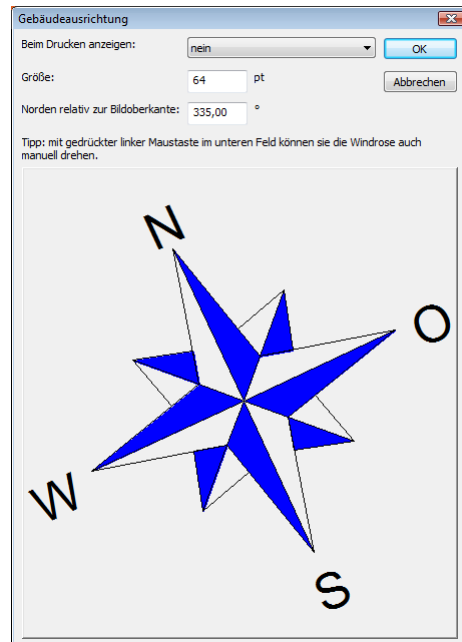 Gebäudeausrichtung
Beim Drucken anzeigen: nein OK
Größe: 64 pt Abbrechen
Norden relativ zur Bildoberkante: 335,00 °
Tipp: mit gedrückter linker Maustaste im unteren Feld können sie die Windrose auch
manuell drehen.
N
O
W
S